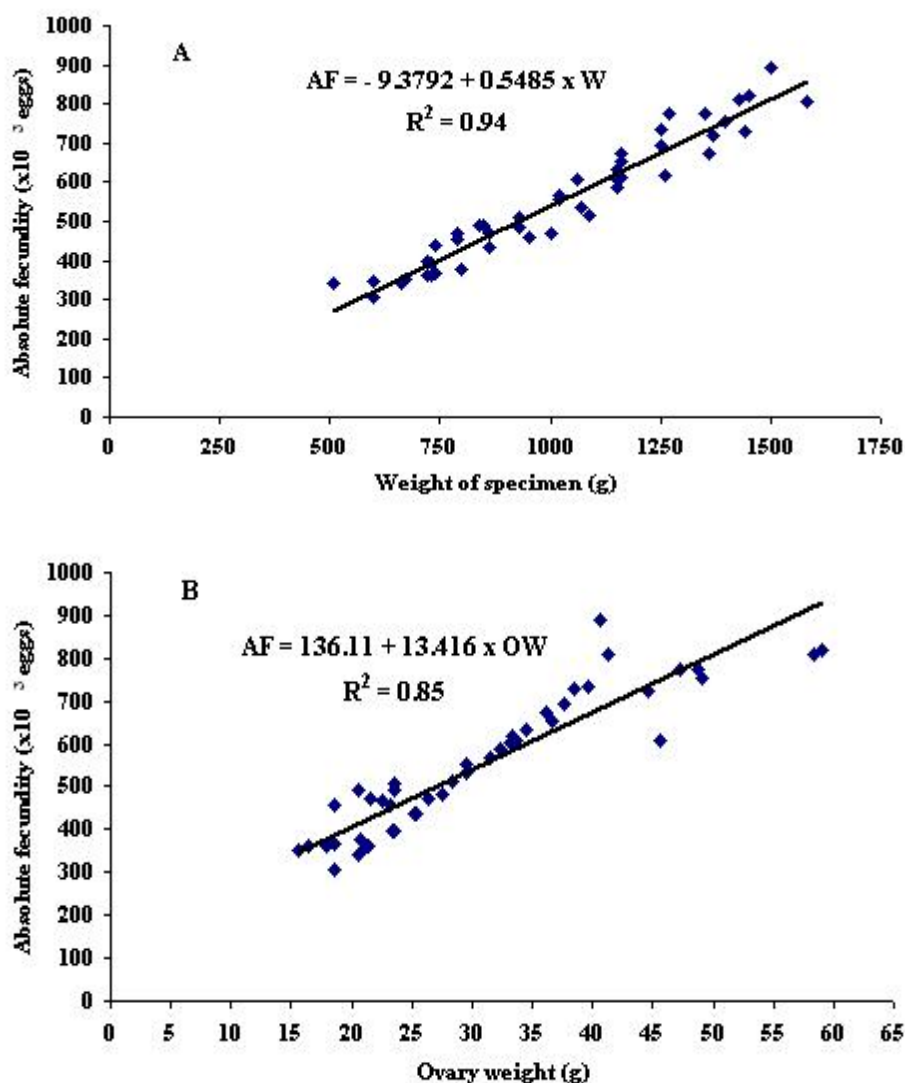 A
AF = - 9.3792 + 0.5485 x W
R² = 0.94
1000
900
800
700
600
500
400
300
200
100
0
Absolute fecundity (x10 ³ eggs)
0 250 500 750 1000 1250 1500 1750
Weight of specimen (g)
B
AF = 136.11 + 13.416 x OW
R² = 0.85
1000
900
800
700
600
500
400
300
200
100
0
Absolute fecundity (x10 ³ eggs)
0 5 10 15 20 25 30 35 40 45 50 55 60 65
Ovary weight (g)